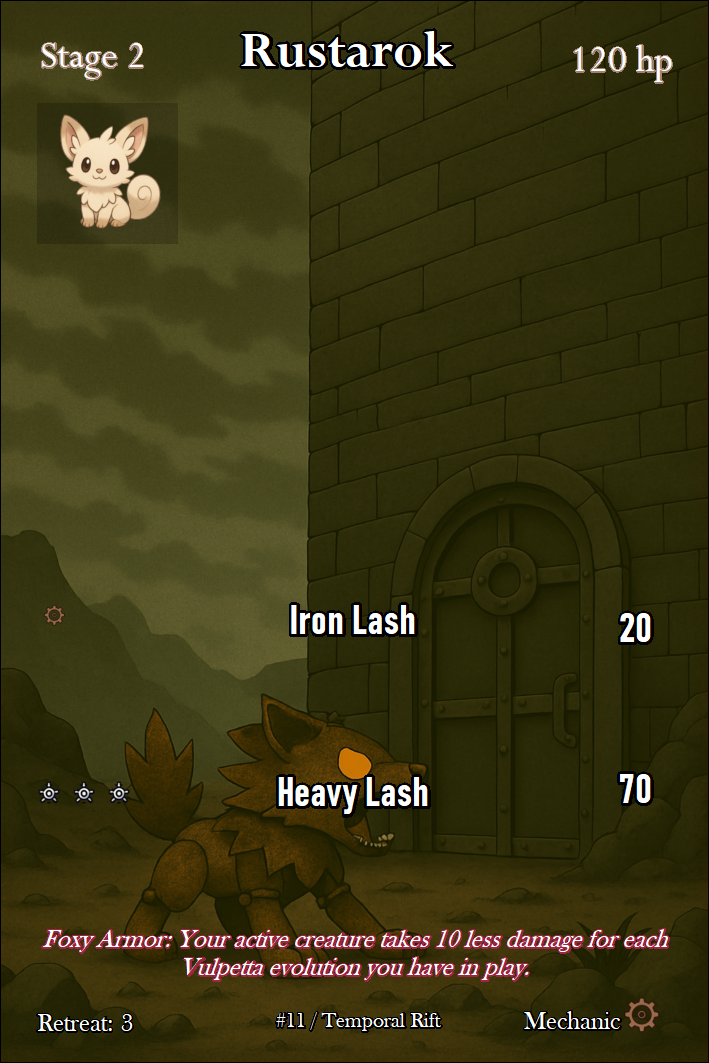 Stage 2
Rustarok
120 hp
Iron Lash
20
Heavy Lash
70
Foxy Armor: Your active creature takes 10 less damage for each
Vulpetta evolution you have in play.
Retreat: 3
#11 / Temporal Rift
Mechanic